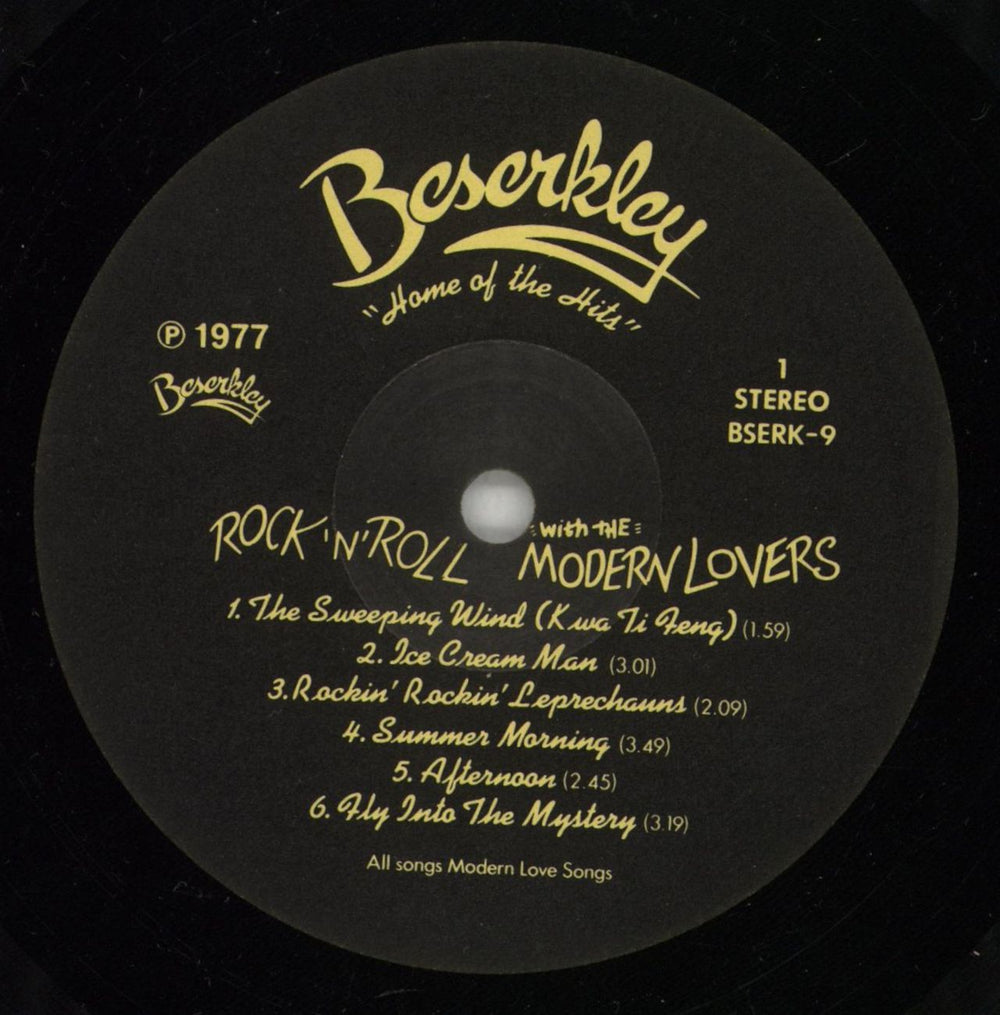 Beserkley
"Home of the Hits"
Ⓟ 1977
Beserkley
1
STEREO
BSERK-9
ROCK 'N' ROLL with THE MODERN LOVERS
1. The Sweeping Wind (Kwa Ti Feng) (1.59)
2. Ice Cream Man (3.01)
3. Rockin' Rockin' Leprechauns (2.09)
4. Summer Morning (3.49)
5. Afternoon (2.45)
6. Fly Into The Mystery (3.19)
All songs Modern Love Songs